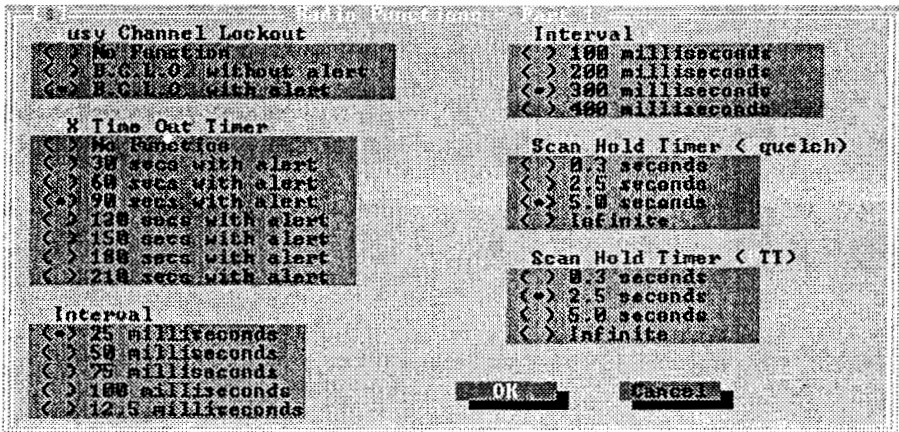 Radio Functions - Part 1
usy Channel Lockout
( ) No Function
( ) B.C.L.O. without alert
(•) B.C.L.O. with alert
X Time Out Timer
( ) No Function
( ) 30 secs with alert
( ) 60 secs with alert
(•) 90 secs with alert
( ) 120 secs with alert
( ) 150 secs with alert
( ) 180 secs with alert
( ) 210 secs with alert
Interval
(•) 25 milliseconds
( ) 50 milliseconds
( ) 75 milliseconds
( ) 100 milliseconds
( ) 12.5 milliseconds
Interval
( ) 100 milliseconds
( ) 200 milliseconds
(•) 300 milliseconds
( ) 400 milliseconds
Scan Hold Timer ( quelch)
( ) 0.3 seconds
( ) 2.5 seconds
(•) 5.0 seconds
( ) Infinite
Scan Hold Timer ( TT)
( ) 0.3 seconds
(•) 2.5 seconds
( ) 5.0 seconds
( ) Infinite
OK
Cancel